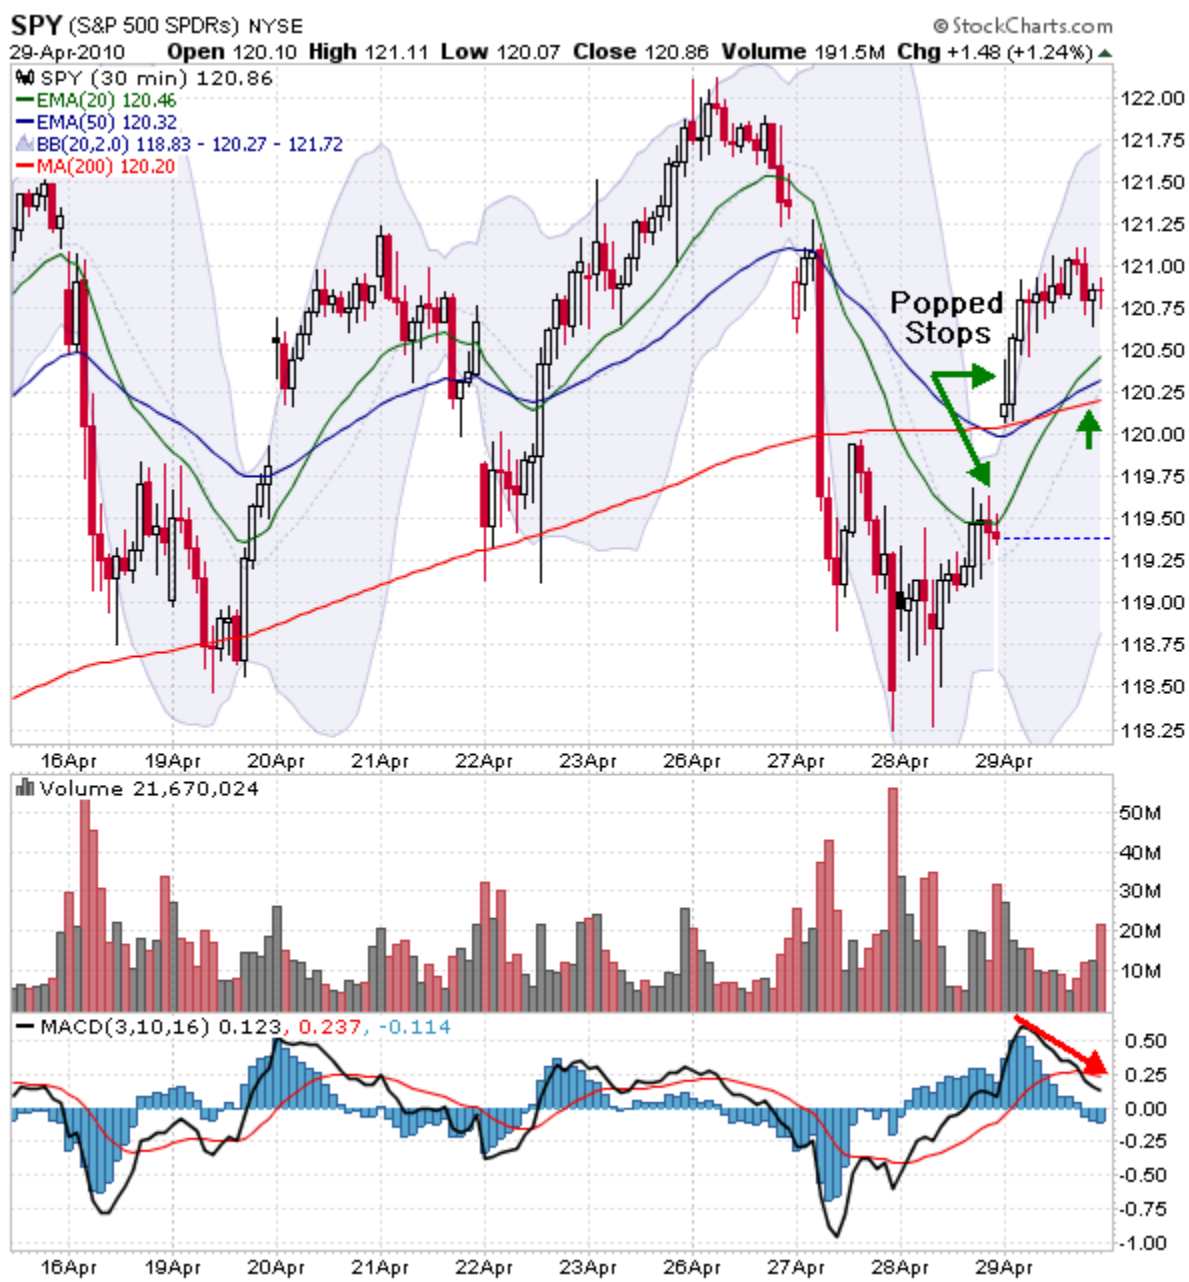 SPY (S&P 500 SPDRs) NYSE
© StockCharts.com
29-Apr-2010 Open 120.10 High 121.11 Low 120.07 Close 120.86 Volume 191.5M Chg +1.48 (+1.24%)
SPY (30 min) 120.86
EMA(20) 120.46
EMA(50) 120.32
BB(20,2.0) 118.83 - 120.27 - 121.72
MA(200) 120.20
122.00
121.75
121.50
121.25
121.00
120.75
120.50
120.25
120.00
119.75
119.50
119.25
119.00
118.75
118.50
118.25
Popped
Stops
16Apr 19Apr 20Apr 21Apr 22Apr 23Apr 26Apr 27Apr 28Apr 29Apr
Volume 21,670,024
50M
40M
30M
20M
10M
MACD(3,10,16) 0.123, 0.237, -0.114
0.50
0.25
0.00
-0.25
-0.50
-0.75
-1.00
16Apr 19Apr 20Apr 21Apr 22Apr 23Apr 26Apr 27Apr 28Apr 29Apr